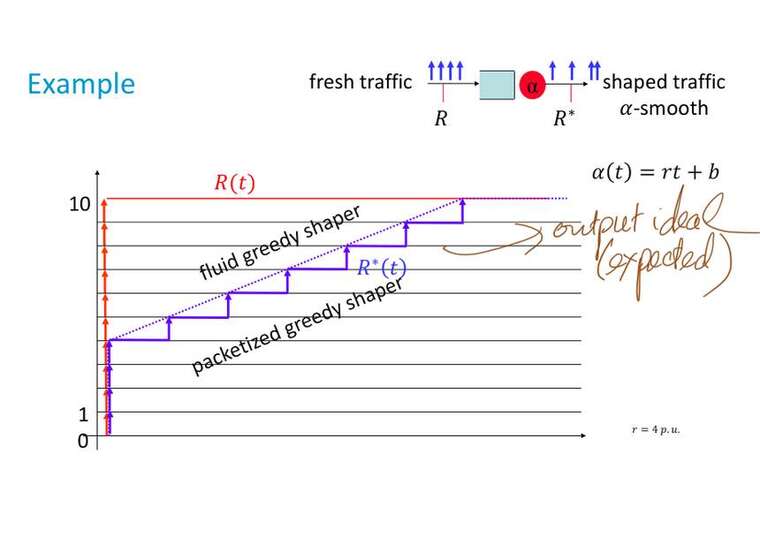 Example
fresh traffic
α
shaped traffic
α-smooth
R
R*
α(t) = rt + b
R(t)
10
fluid greedy shaper
output ideal
(expected)
R*(t)
packetized greedy shaper
1
0
r = 4 p.u.